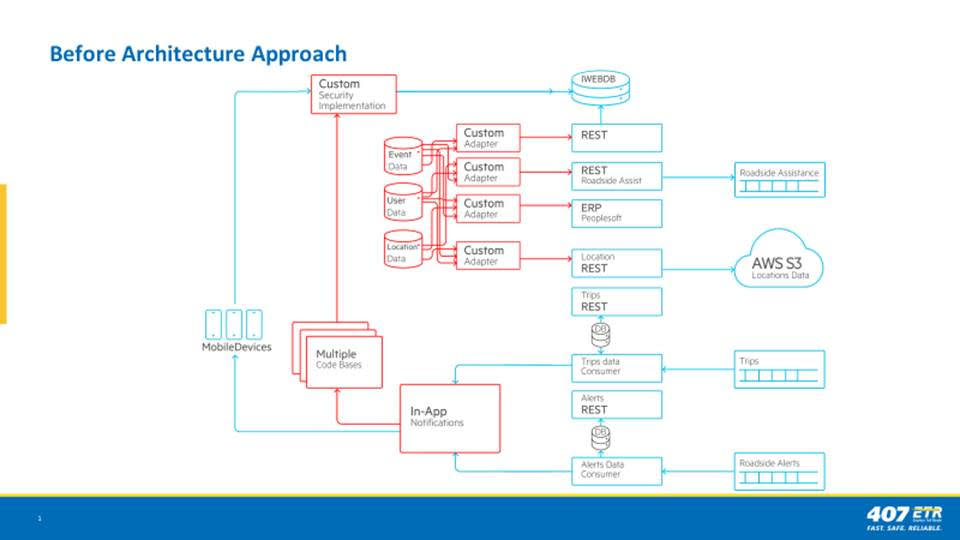 Before Architecture Approach
Custom
Security
Implementation
IWEBDB
Event
Data
User
Data
Location
Data
Custom
Adapter
Custom
Adapter
Custom
Adapter
Custom
Adapter
REST
REST
Roadside Assist
ERP
Peoplesoft
Location
REST
Trips
REST
DB
Trips data
Consumer
Alerts
REST
DB
Alerts Data
Consumer
Roadside Assistance
AWS S3
Locations Data
Trips
Roadside Alerts
MobileDevices
Multiple
Code Bases
In-App
Notifications
1
407 ETR
FAST. SAFE. RELIABLE.